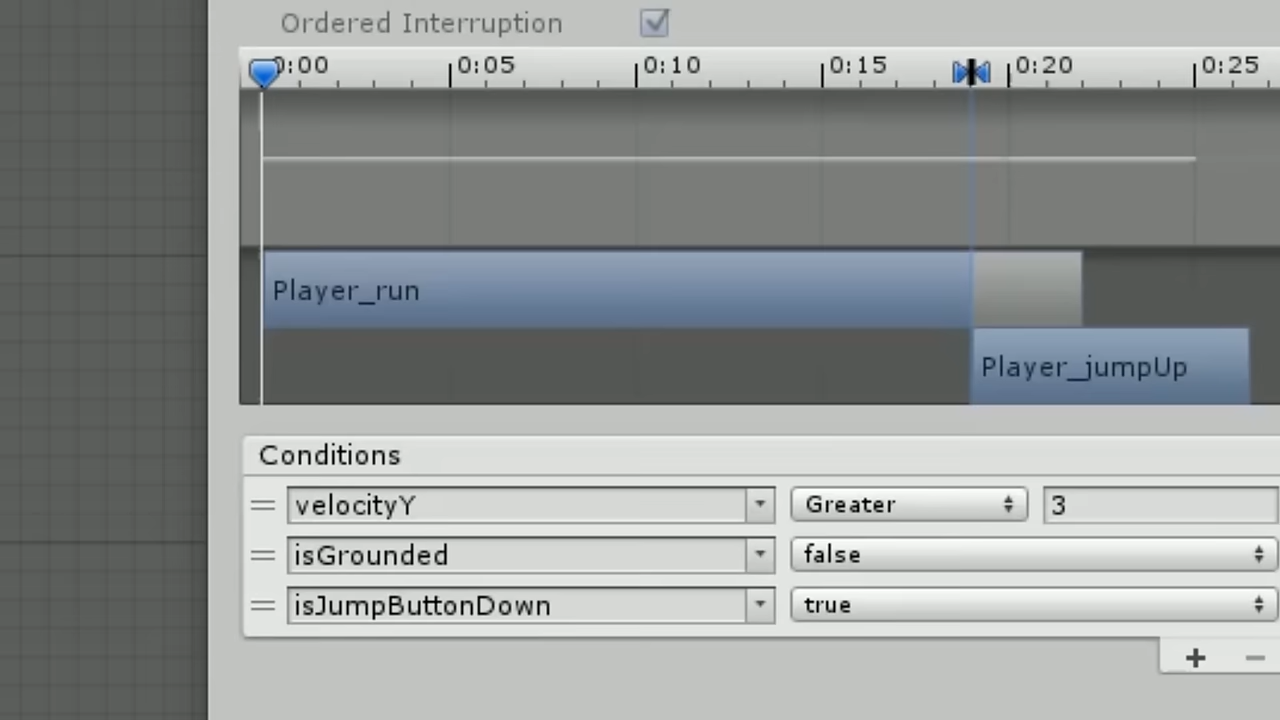 Ordered Interruption
0:00 0:05 0:10 0:15 0:20 0:25
Player_run
Player_jumpUp
Conditions
velocityY Greater 3
isGrounded false
isJumpButtonDown true